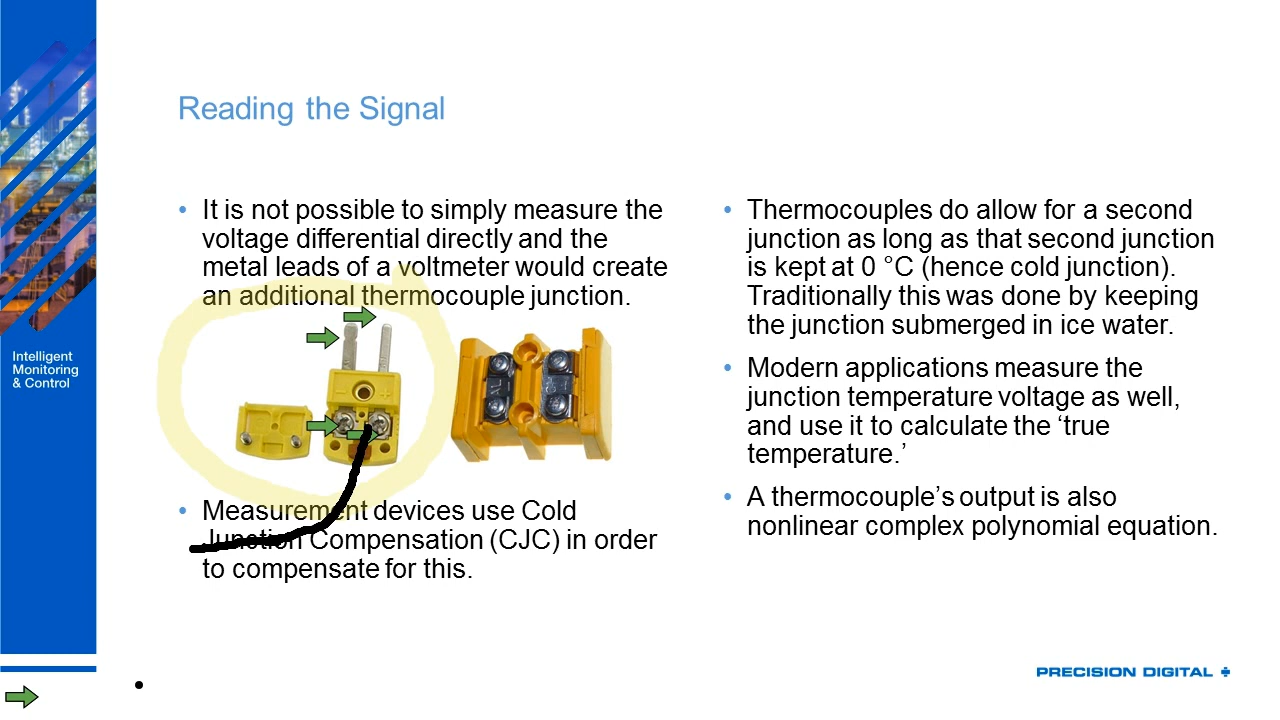 Reading the Signal
• It is not possible to simply measure the
voltage differential directly and the
metal leads of a voltmeter would create
an additional thermocouple junction.
AL
• Measurement devices use Cold
Junction Compensation (CJC) in order
to compensate for this.
• Thermocouples do allow for a second
junction as long as that second junction
is kept at 0 °C (hence cold junction).
Traditionally this was done by keeping
the junction submerged in ice water.
• Modern applications measure the
junction temperature voltage as well,
and use it to calculate the ‘true
temperature.’
• A thermocouple’s output is also
nonlinear complex polynomial equation.
Intelligent
Monitoring
& Control
•
PRECISION DIGITAL